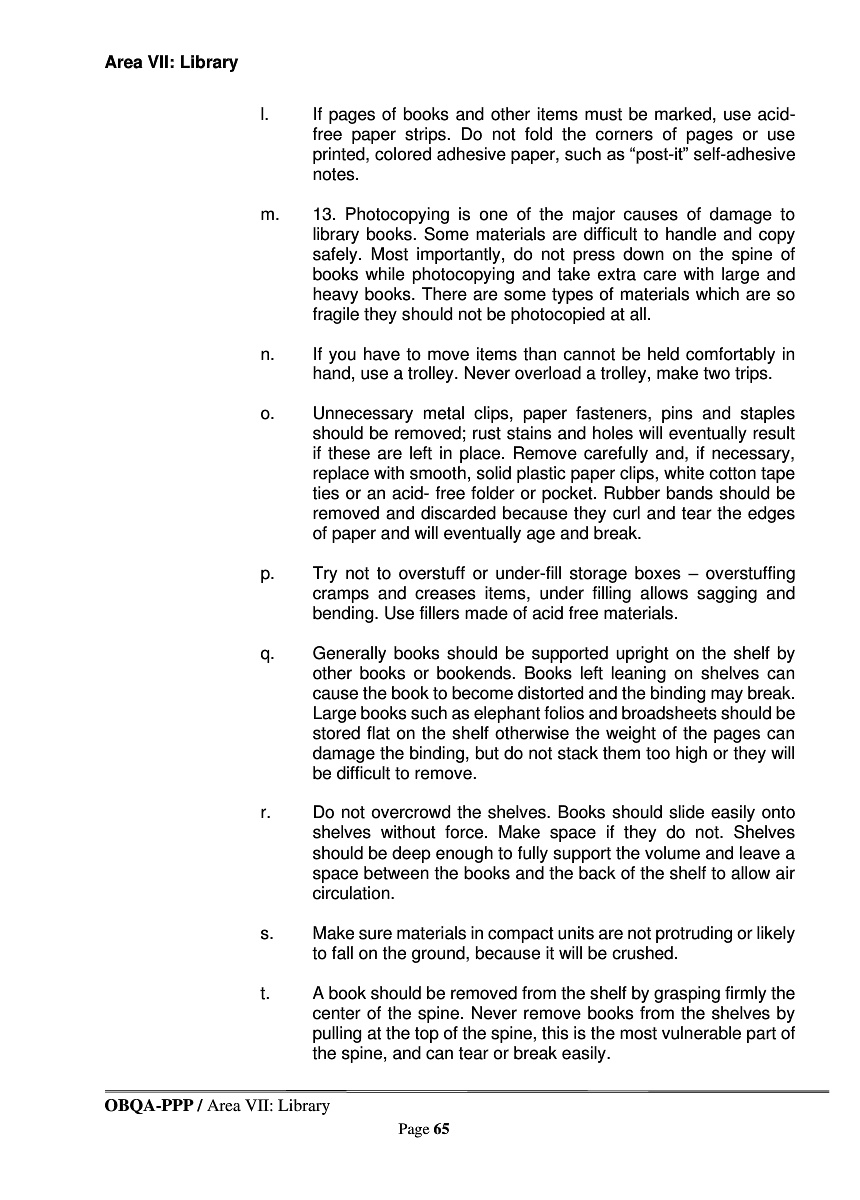 Area VII: Library
l. If pages of books and other items must be marked, use acid-
free paper strips. Do not fold the corners of pages or use
printed, colored adhesive paper, such as “post-it” self-adhesive
notes.
m. 13. Photocopying is one of the major causes of damage to
library books. Some materials are difficult to handle and copy
safely. Most importantly, do not press down on the spine of
books while photocopying and take extra care with large and
heavy books. There are some types of materials which are so
fragile they should not be photocopied at all.
n. If you have to move items than cannot be held comfortably in
hand, use a trolley. Never overload a trolley, make two trips.
o. Unnecessary metal clips, paper fasteners, pins and staples
should be removed; rust stains and holes will eventually result
if these are left in place. Remove carefully and, if necessary,
replace with smooth, solid plastic paper clips, white cotton tape
ties or an acid- free folder or pocket. Rubber bands should be
removed and discarded because they curl and tear the edges
of paper and will eventually age and break.
p. Try not to overstuff or under-fill storage boxes – overstuffing
cramps and creases items, under filling allows sagging and
bending. Use fillers made of acid free materials.
q. Generally books should be supported upright on the shelf by
other books or bookends. Books left leaning on shelves can
cause the book to become distorted and the binding may break.
Large books such as elephant folios and broadsheets should be
stored flat on the shelf otherwise the weight of the pages can
damage the binding, but do not stack them too high or they will
be difficult to remove.
r. Do not overcrowd the shelves. Books should slide easily onto
shelves without force. Make space if they do not. Shelves
should be deep enough to fully support the volume and leave a
space between the books and the back of the shelf to allow air
circulation.
s. Make sure materials in compact units are not protruding or likely
to fall on the ground, because it will be crushed.
t. A book should be removed from the shelf by grasping firmly the
center of the spine. Never remove books from the shelves by
pulling at the top of the spine, this is the most vulnerable part of
the spine, and can tear or break easily.
OBQA-PPP / Area VII: Library
Page 65